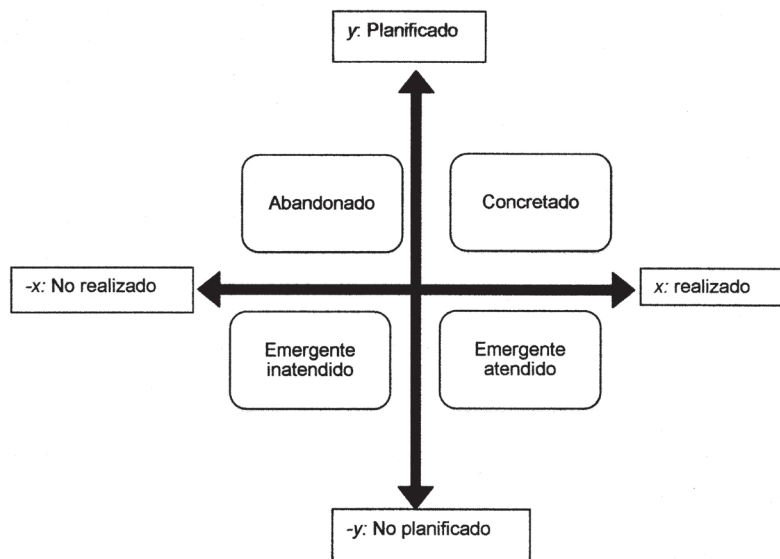 y: Planificado
Abandonado
Concretado
-x: No realizado
x: realizado
Emergente
inatendido
Emergente
atendido
-y: No planificado